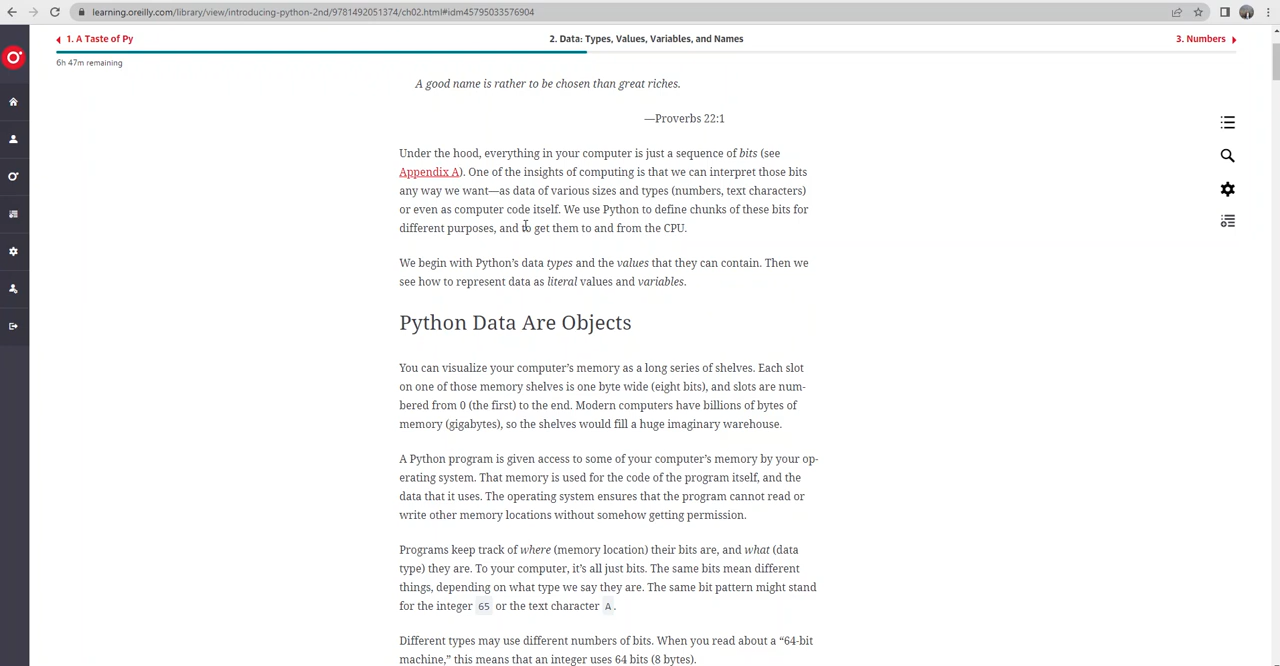 learning.oreilly.com/library/view/introducing-python-2nd/9781491051374/ch02.html#idm45795033576904
1. A Taste of Py
2. Data: Types, Values, Variables, and Names
3. Numbers
6h 47m remaining
A good name is rather to be chosen than great riches.
—Proverbs 22:1
Under the hood, everything in your computer is just a sequence of bits (see
Appendix A). One of the insights of computing is that we can interpret those bits
any way we want—as data of various sizes and types (numbers, text characters)
or even as computer code itself. We use Python to define chunks of these bits for
different purposes, and to get them to and from the CPU.
We begin with Python’s data types and the values that they can contain. Then we
see how to represent data as literal values and variables.
Python Data Are Objects
You can visualize your computer’s memory as a long series of shelves. Each slot
on one of those memory shelves is one byte wide (eight bits), and slots are num-
bered from 0 (the first) to the end. Modern computers have billions of bytes of
memory (gigabytes), so the shelves would fill a huge imaginary warehouse.
A Python program is given access to some of your computer’s memory by your op-
erating system. That memory is used for the code of the program itself, and the
data that it uses. The operating system ensures that the program cannot read or
write other memory locations without somehow getting permission.
Programs keep track of where (memory location) their bits are, and what (data
type) they are. To your computer, it’s all just bits. The same bits mean different
things, depending on what type we say they are. The same bit pattern might stand
for the integer 65 or the text character A.
Different types may use different numbers of bits. When you read about a “64-bit
machine,” this means that an integer uses 64 bits (8 bytes).